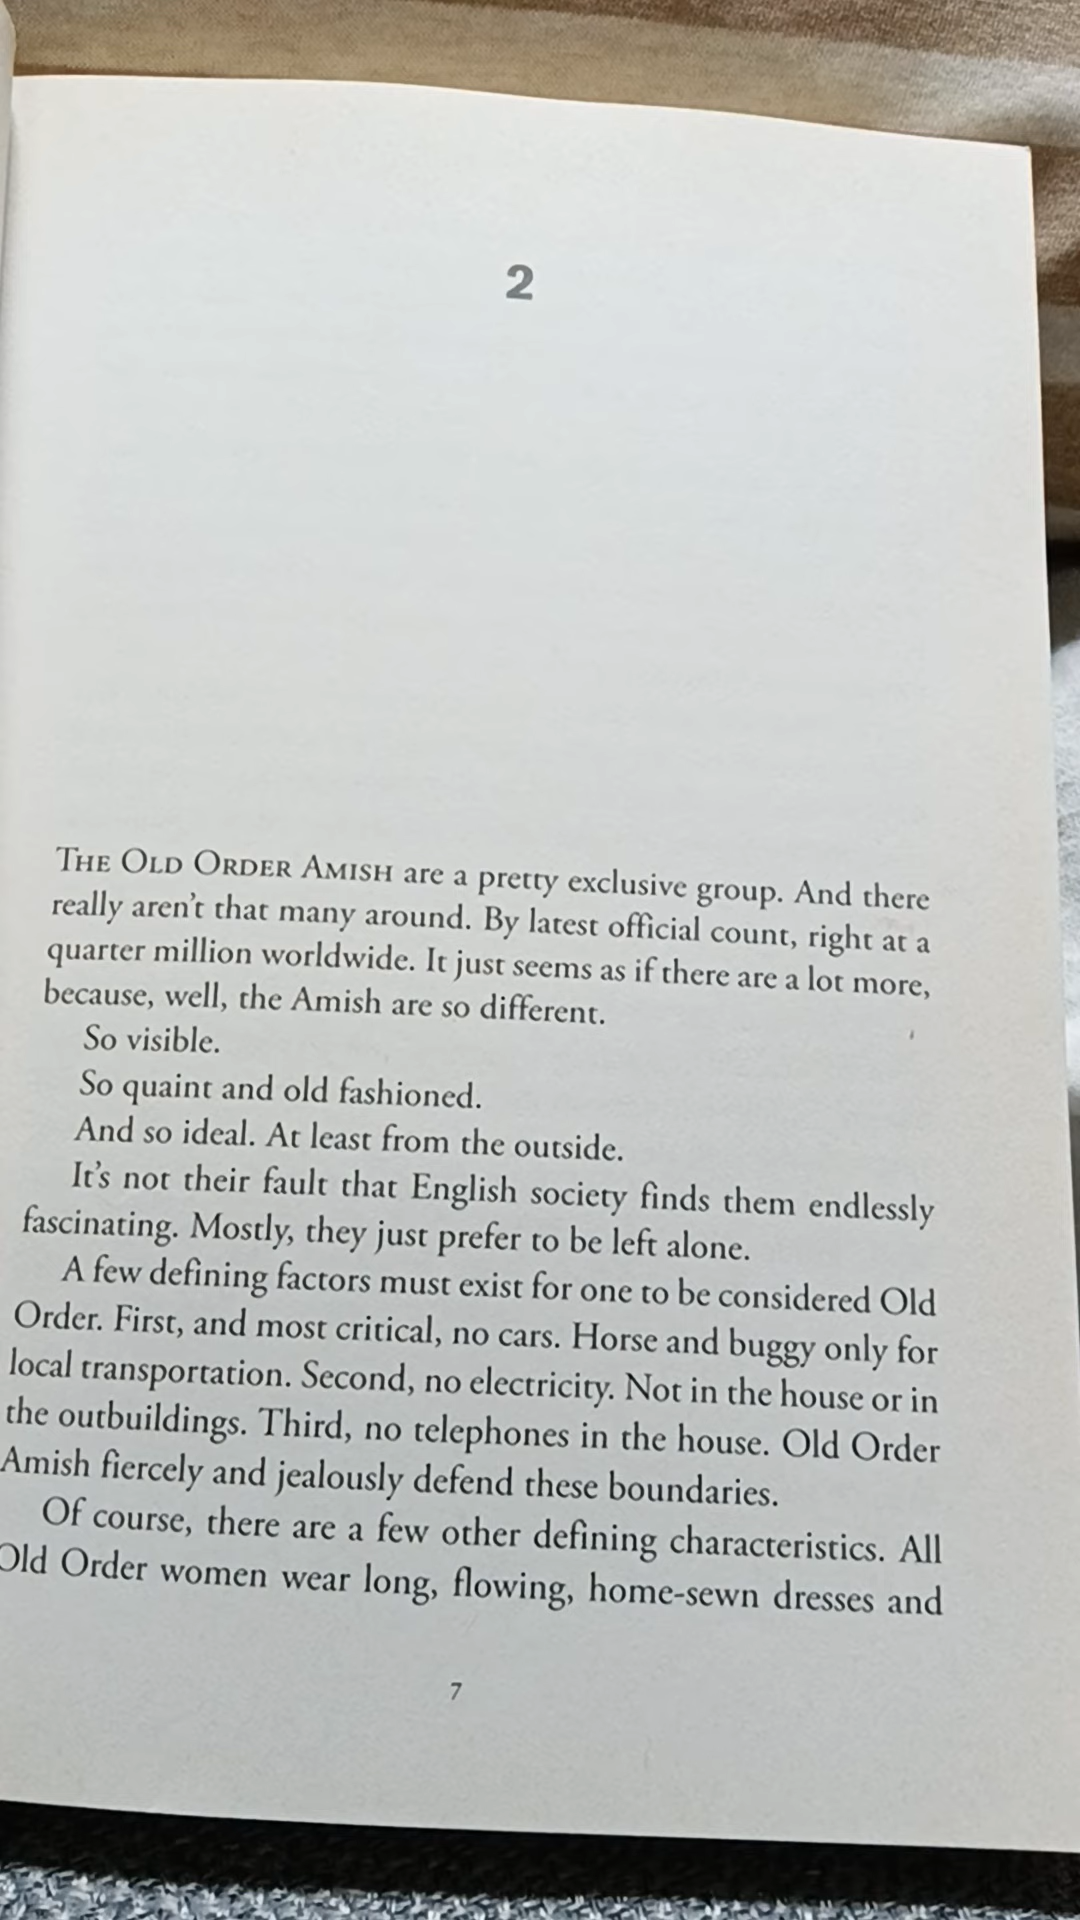 2
THE OLD ORDER AMISH are a pretty exclusive group. And there
really aren't that many around. By latest official count, right at a
quarter million worldwide. It just seems as if there are a lot more,
because, well, the Amish are so different.
So visible.
So quaint and old fashioned.
And so ideal. At least from the outside.
It's not their fault that English society finds them endlessly
fascinating. Mostly, they just prefer to be left alone.
A few defining factors must exist for one to be considered Old
Order. First, and most critical, no cars. Horse and buggy only for
local transportation. Second, no electricity. Not in the house or in
the outbuildings. Third, no telephones in the house. Old Order
Amish fiercely and jealously defend these boundaries.
Of course, there are a few other defining characteristics. All
Old Order women wear long, flowing, home-sewn dresses and
7